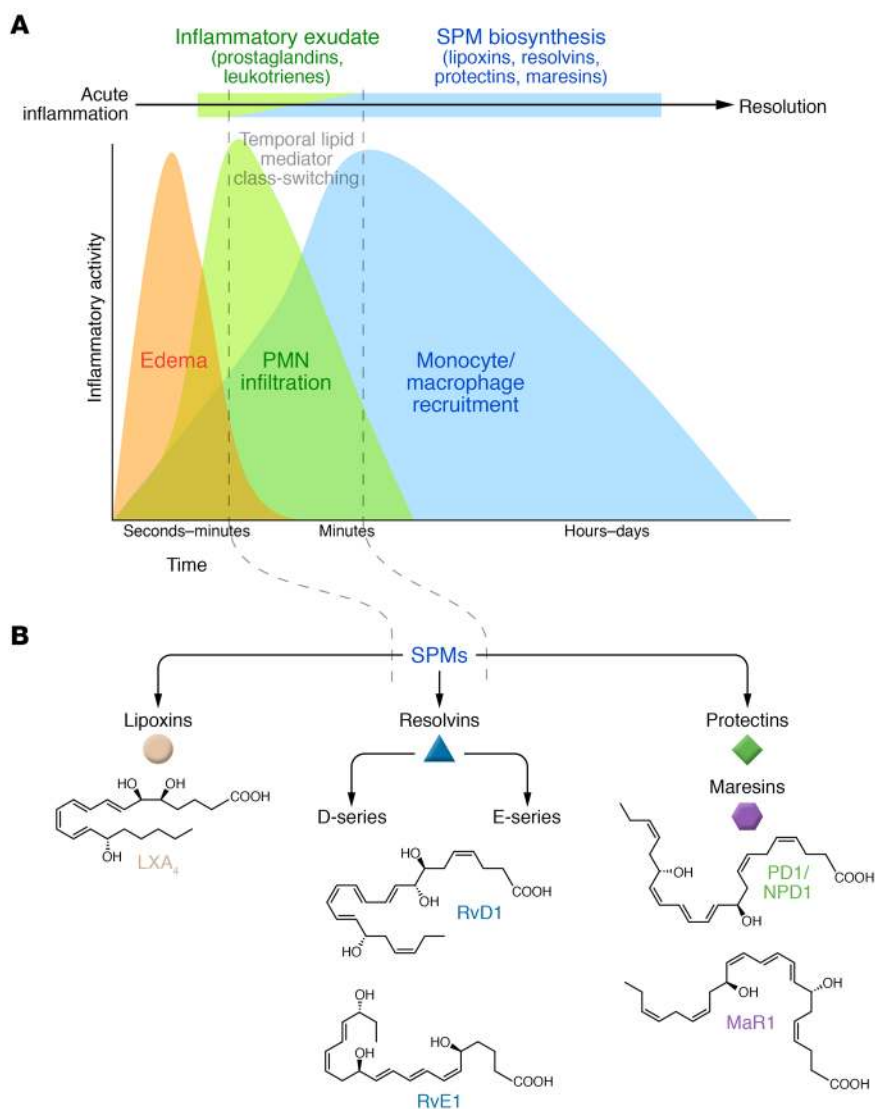 A
Inflammatory exudate
(prostaglandins,
leukotrienes)
SPM biosynthesis
(lipoxins, resolvins,
protectins, maresins)
Acute
inflammation
Resolution
Temporal lipid
mediator
class-switching
Inflammatory activity
Edema
PMN
infiltration
Monocyte/
macrophage
recruitment
Seconds–minutes
Minutes
Hours–days
Time
B
SPMs
Lipoxins
Resolvins
Protectins
Maresins
D-series
E-series
HO
OH
COOH
OH
LXA₄
HO
OH
COOH
HO
RvD1
OH
HO
HO
COOH
RvE1
OH
OH
COOH
PD1/
NPD1
OH
OH
MaR1
COOH